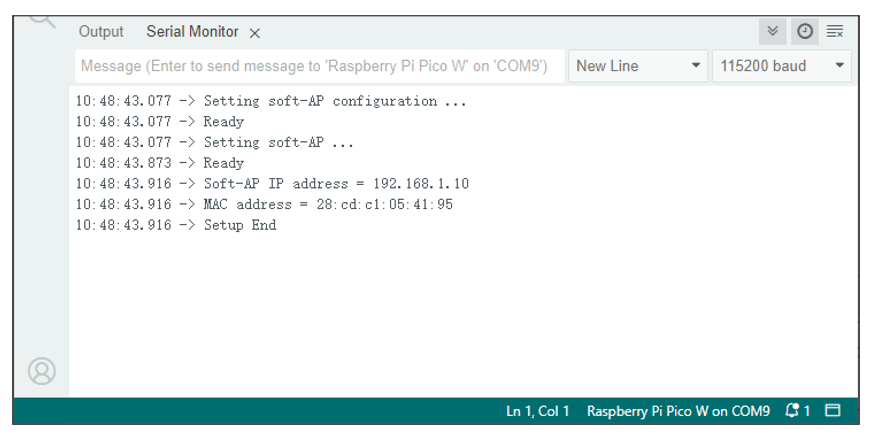 Output Serial Monitor
Message (Enter to send message to 'Raspberry Pi Pico W' on 'COM9') New Line 115200 baud
10:48:43.077 -> Setting soft-AP configuration ...
10:48:43.077 -> Ready
10:48:43.077 -> Setting soft-AP ...
10:48:43.873 -> Ready
10:48:43.916 -> Soft-AP IP address = 192.168.1.10
10:48:43.916 -> MAC address = 28:cd:c1:05:41:95
10:48:43.916 -> Setup End
Ln 1, Col 1 Raspberry Pi Pico W on COM9 1